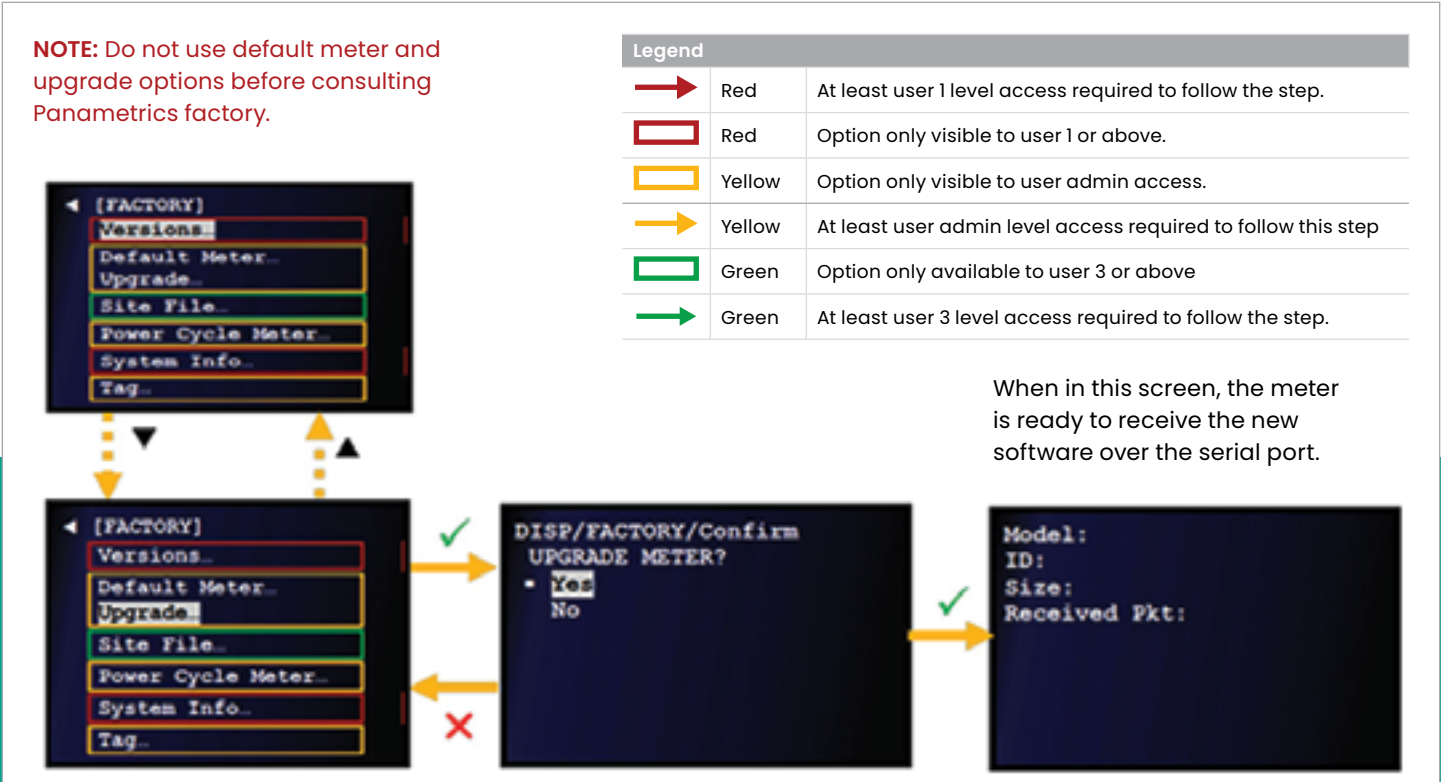 NOTE: Do not use default meter and
upgrade options before consulting
Panametrics factory.
Legend
Red At least user 1 level access required to follow the step.
Red Option only visible to user 1 or above.
Yellow Option only visible to user admin access.
Yellow At least user admin level access required to follow this step
Green Option only available to user 3 or above
Green At least user 3 level access required to follow the step.
[FACTORY]
Versions…
Default Meter…
Upgrade…
Site File…
Power Cycle Meter…
System Info…
Tag…
When in this screen, the meter
is ready to receive the new
software over the serial port.
[FACTORY]
Versions…
Default Meter…
Upgrade…
Site File…
Power Cycle Meter…
System Info…
Tag…
DISP/FACTORY/Confirm
UPGRADE METER?
Yes
No
Model:
ID:
Size:
Received Pkt: